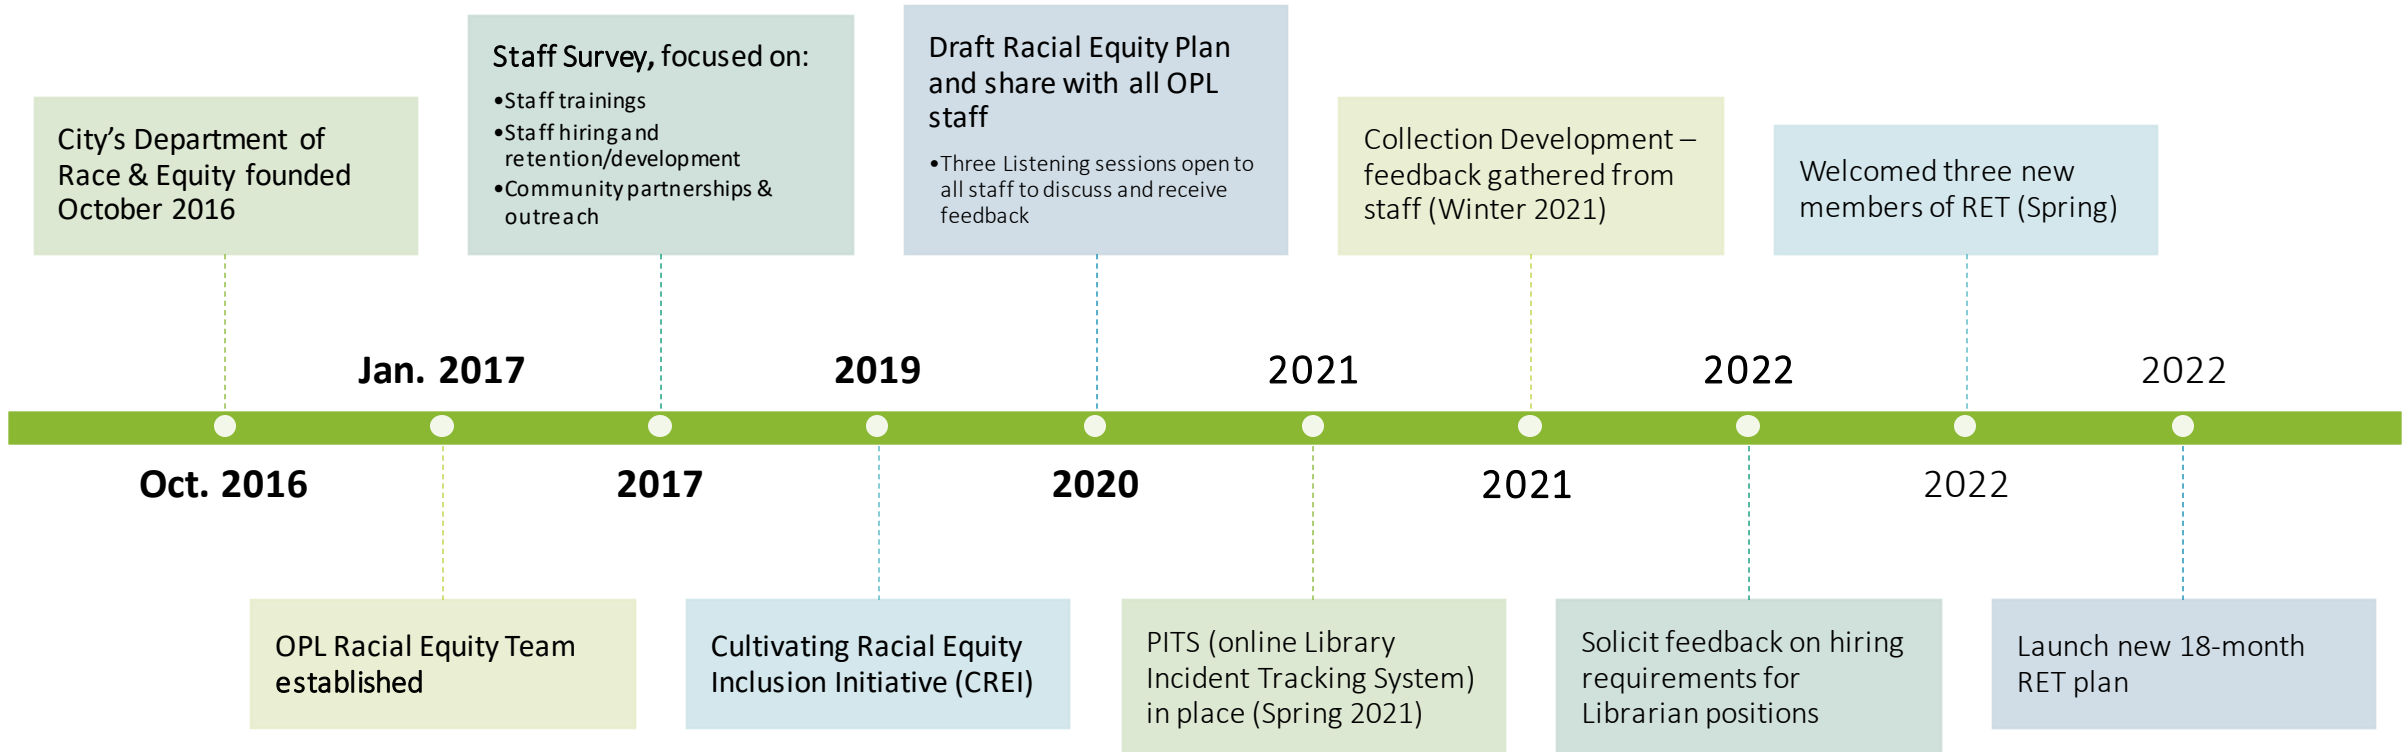 City's Department of
Race & Equity founded
October 2016
Staff Survey, focused on:
•Staff trainings
•Staff hiring and
retention/development
•Community partnerships &
outreach
Draft Racial Equity Plan
and share with all OPL
staff
•Three Listening sessions open to
all staff to discuss and receive
feedback
Collection Development –
feedback gathered from
staff (Winter 2021)
Welcomed three new
members of RET (Spring)
Jan. 2017
2019
2021
2022
2022
Oct. 2016
2017
2020
2021
2022
OPL Racial Equity Team
established
Cultivating Racial Equity
Inclusion Initiative (CREI)
PITS (online Library
Incident Tracking System)
in place (Spring 2021)
Solicit feedback on hiring
requirements for
Librarian positions
Launch new 18-month
RET plan